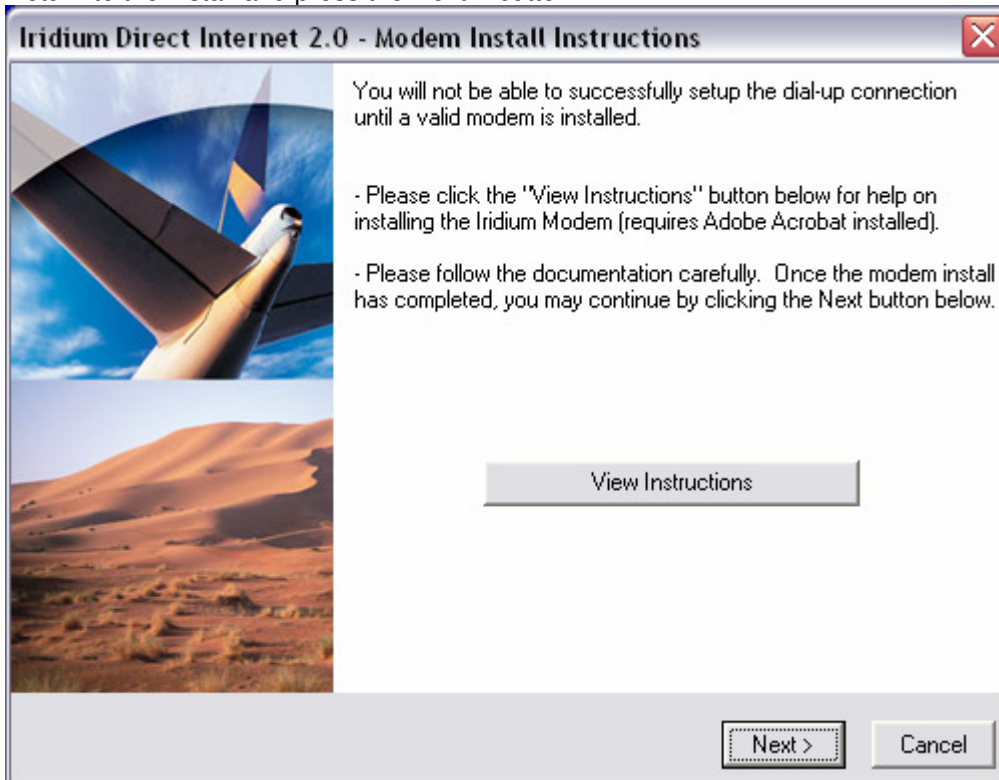 Iridium Direct Internet 2.0 - Modem Install Instructions
You will not be able to successfully setup the dial-up connection
until a valid modem is installed.
- Please click the "View Instructions" button below for help on
installing the Iridium Modem (requires Adobe Acrobat installed).
- Please follow the documentation carefully. Once the modem install
has completed, you may continue by clicking the Next button below.
View Instructions
Next >
Cancel